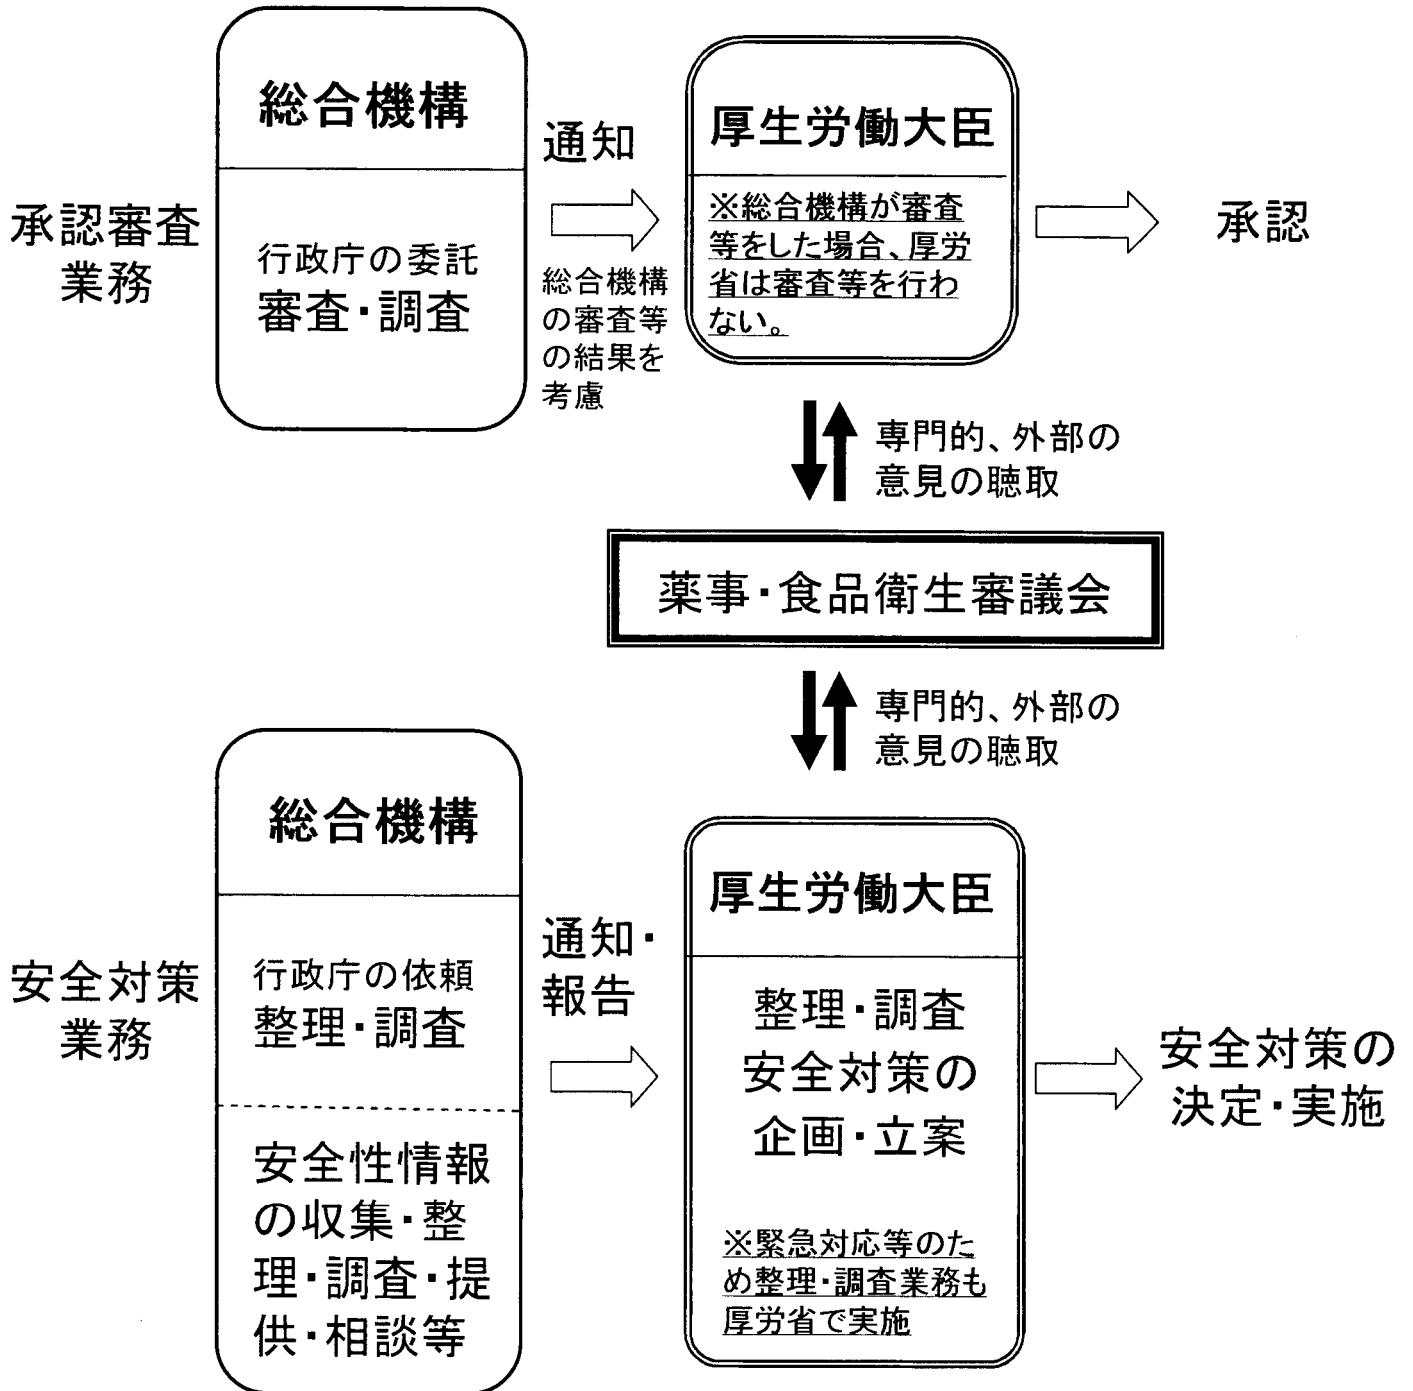 承認審査
業務
総合機構
行政庁の委託
審査・調査
通知
総合機構
の審査等
の結果を
考慮
厚生労働大臣
※総合機構が審査
等をした場合、厚労
省は審査等を行わ
ない。
承認
専門的、外部の
意見の聴取
薬事・食品衛生審議会
専門的、外部の
意見の聴取
安全対策
業務
総合機構
行政庁の依頼
整理・調査
安全性情報
の収集・整
理・調査・提
供・相談等
通知・
報告
厚生労働大臣
整理・調査
安全対策の
企画・立案
※緊急対応等のた
め整理・調査業務も
厚労省で実施
安全対策の
決定・実施